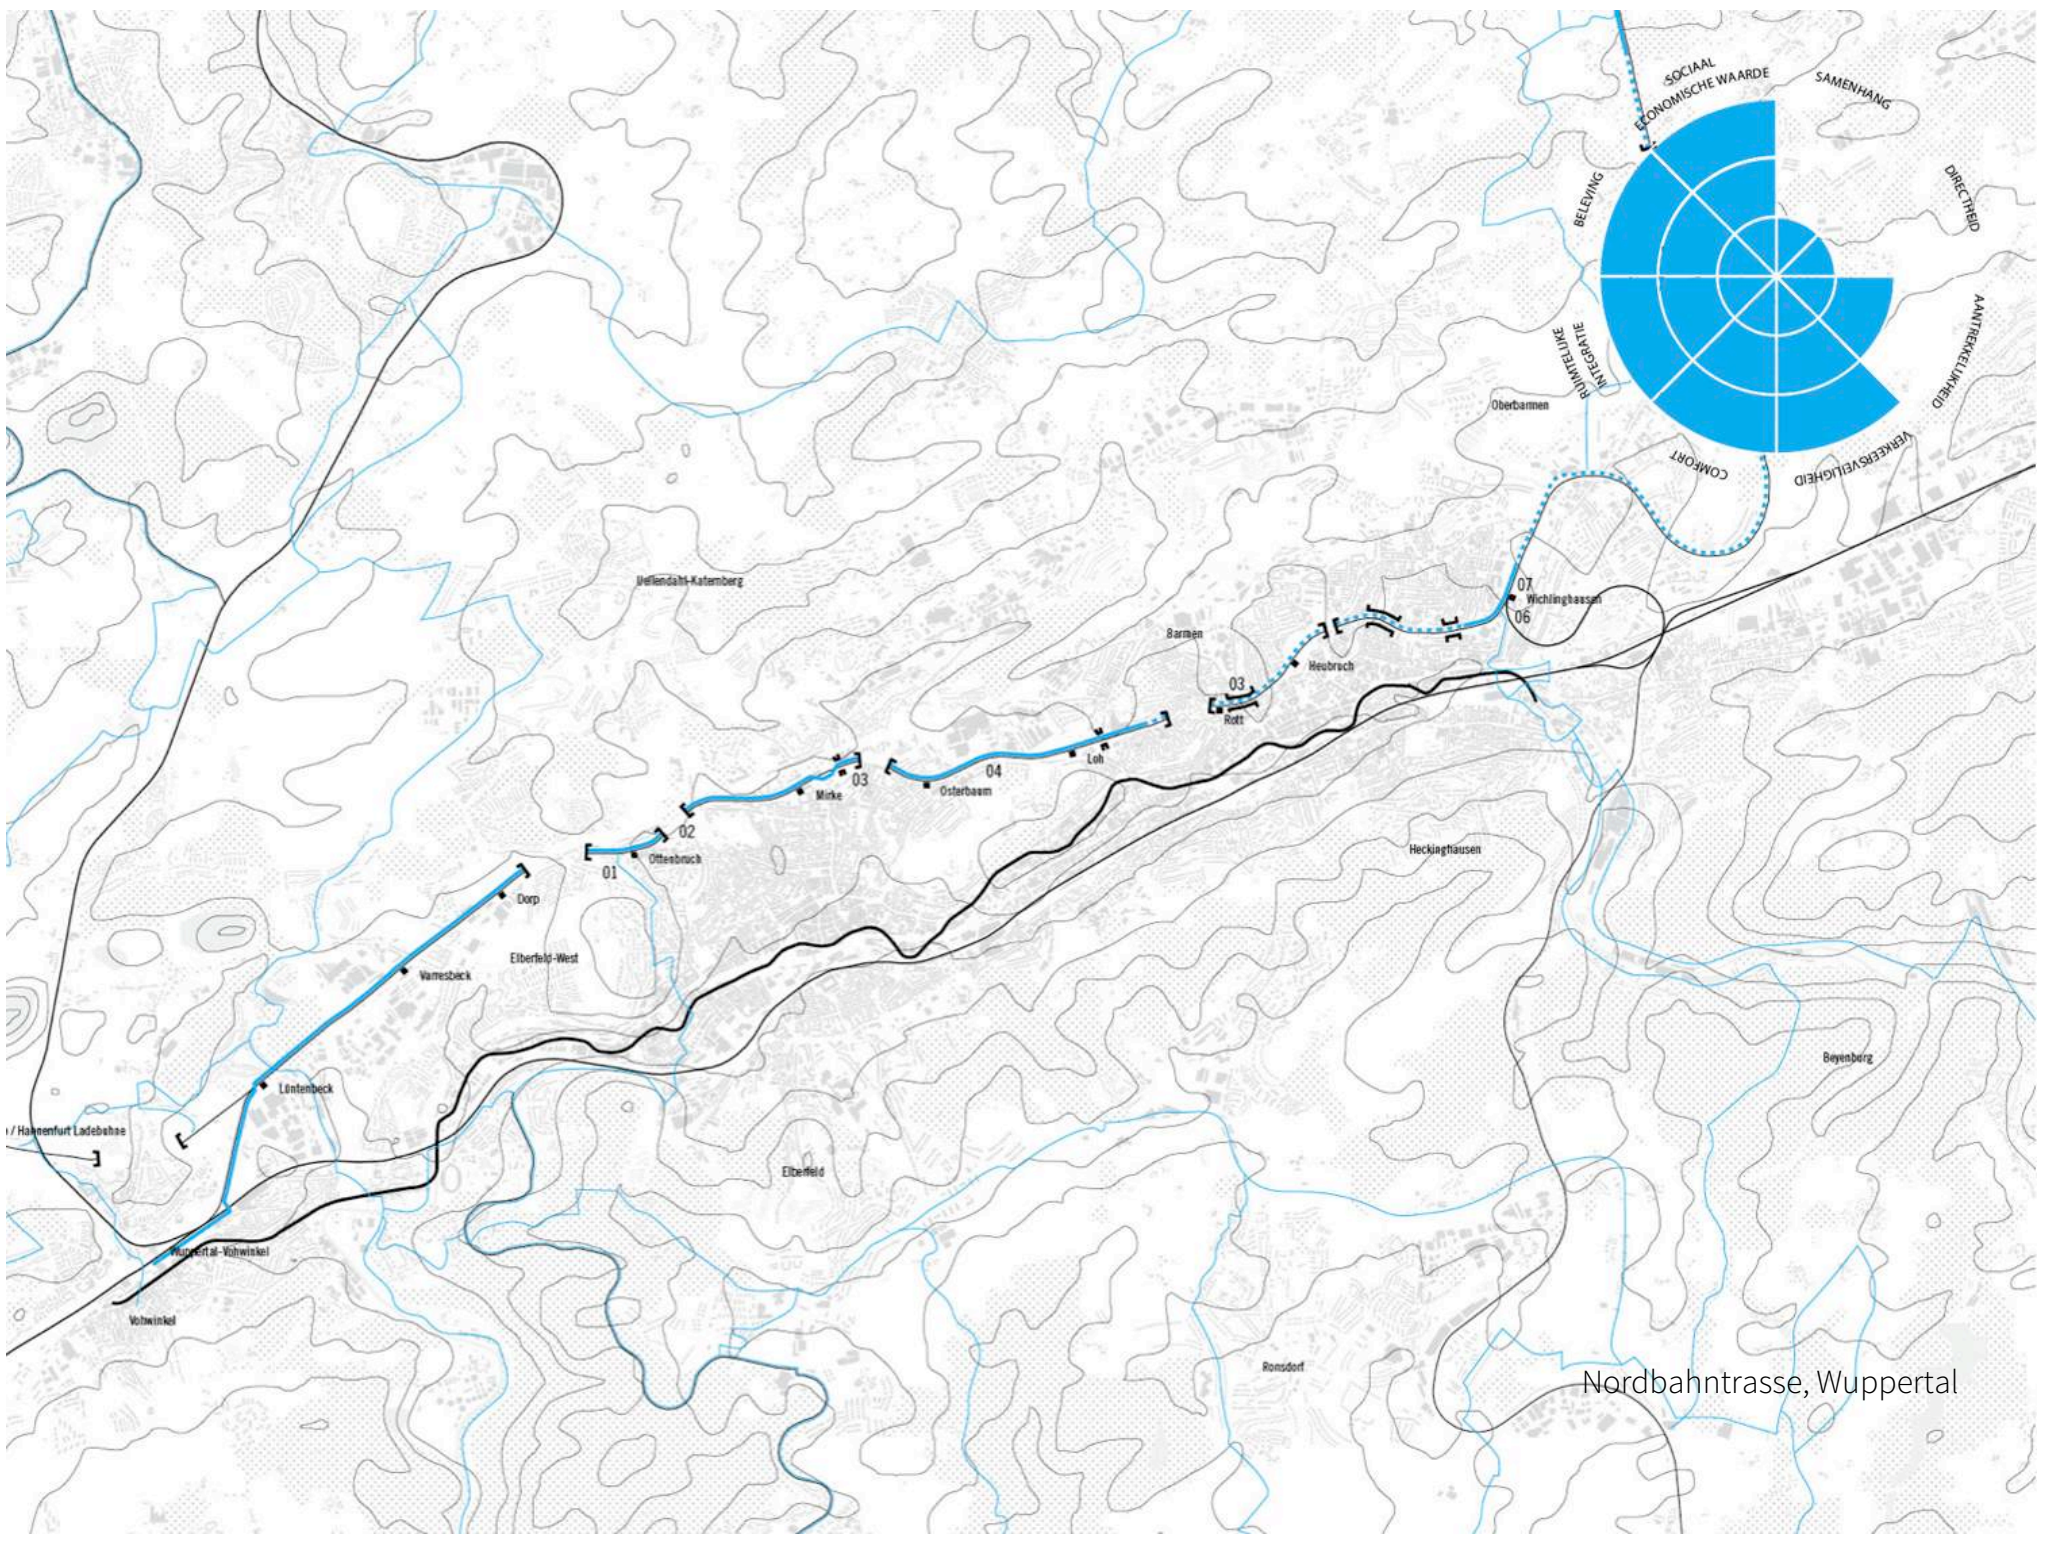 SOCIAAL
ECONOMISCHE WAARDE
SAMENHANG
BELEVING
DIRECTHEID
RUIMTELIJKE
INTEGRATIE
AANTREKKELIJKHEID
COMFORT
VERKEERSVEILIGHEID
Oberbarmen
Uellendahl-Katernberg
07
Wichlinghausen
06
Barmen
Heubruch
03
Rott
Loh
04
03
Mirke
Osterbaum
02
Ottenbruch
01
Heckinghausen
Dorp
Elberfeld-West
Varresbeck
Beyenburg
Lüntenbeck
/ Hahnenfurt Ladebühne
Elberfeld
Wuppertal-Vohwinkel
Vohwinkel
Ronsdorf
Nordbahntrasse, Wuppertal